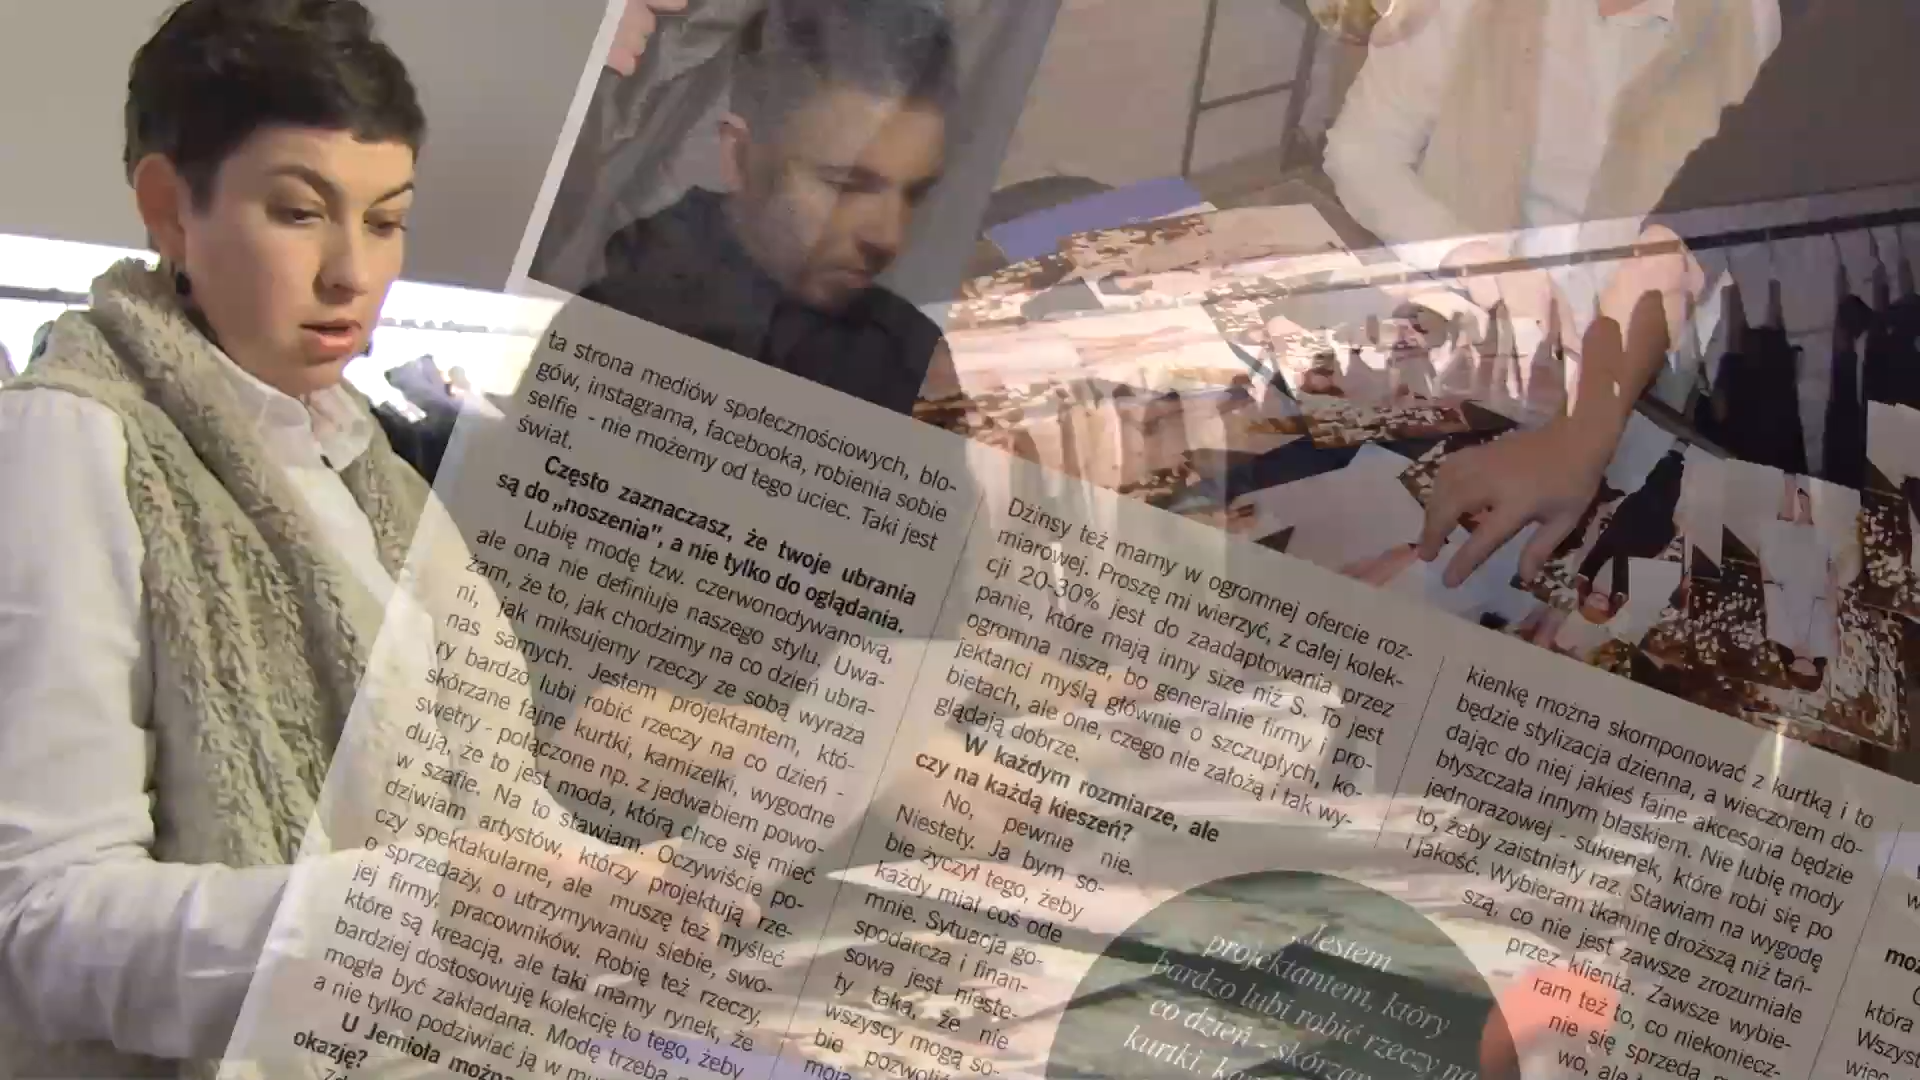 ta strona mediów społecznościowych, blo-
gów, instagrama, facebooka, robienia sobie
selfie - nie możemy od tego uciec. Taki jest
świat.
Często zaznaczasz, że twoje ubrania
są do „noszenia”, a nie tylko do oglądania.
Lubię modę tzw. czerwonodywanową,
ale ona nie definiuje naszego stylu. Uwa-
żam, że to, jak chodzimy na co dzień ubra-
ni, jak miksujemy rzeczy ze sobą wyraża
nas samych. Jestem projektantem, któ-
ry bardzo lubi robić rzeczy na co dzień -
skórzane fajne kurtki, kamizelki, wygodne
swetry - połączone np. z jedwabiem powo-
dują, że to jest moda, którą chce się mieć
w szafie. Na to stawiam. Oczywiście po-
dziwiam artystów, którzy projektują rze-
czy spektakularne, ale muszę też myśleć
o sprzedaży, o utrzymywaniu siebie, swo-
jej firmy, pracowników. Robię też rzeczy,
które są kreacją, ale taki mamy rynek, że
bardziej dostosowuję kolekcję to tego, żeby
mogła być zakładana. Modę trzeba
a nie tylko podziwiać ją w
U Jemioła można
okazję?
Dżinsy też mamy w ogromnej ofercie roz-
miarowej. Proszę mi wierzyć, z całej kolek-
cji 20-30% jest do zaadaptowania przez
panie, które mają inny size niż S. To jest
ogromna nisza, bo generalnie firmy i pro-
jektanci myślą głównie o szczupłych, ko-
bietach, ale one, czego nie założą i tak wy-
glądają dobrze.
W każdym rozmiarze, ale
czy na każdą kieszeń?
No, pewnie nie.
Niestety. Ja bym so-
bie życzył tego, żeby
każdy miał coś ode
mnie. Sytuacja go-
spodarcza i finan-
sowa jest nieste-
ty taka, że nie
wszyscy mogą so-
bie pozwolić
„Jestem
projektantem, który
bardzo lubi robić rzeczy na
co dzień - skórzane
kurtki,
kienkę można skomponować z kurtką i to
będzie stylizacja dzienna, a wieczorem do-
dając do niej jakieś fajne akcesoria będzie
błyszczała innym blaskiem. Nie lubię mody
jednorazowej - sukienek, które robi się po
to, żeby zaistniały raz. Stawiam na wygodę
i jakość. Wybieram tkaninę droższą niż tań-
szą, co nie jest zawsze zrozumiałe
przez klienta. Zawsze wybie-
ram też to, co niekoniecz-
nie się sprzeda,
wo, ale
która